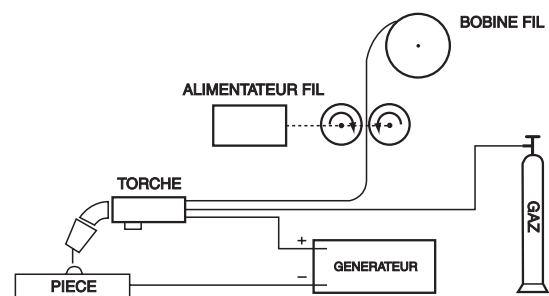 BOBINE FIL
ALIMENTATEUR FIL
TORCHE
GAZ
+
GENERATEUR
–
PIECE